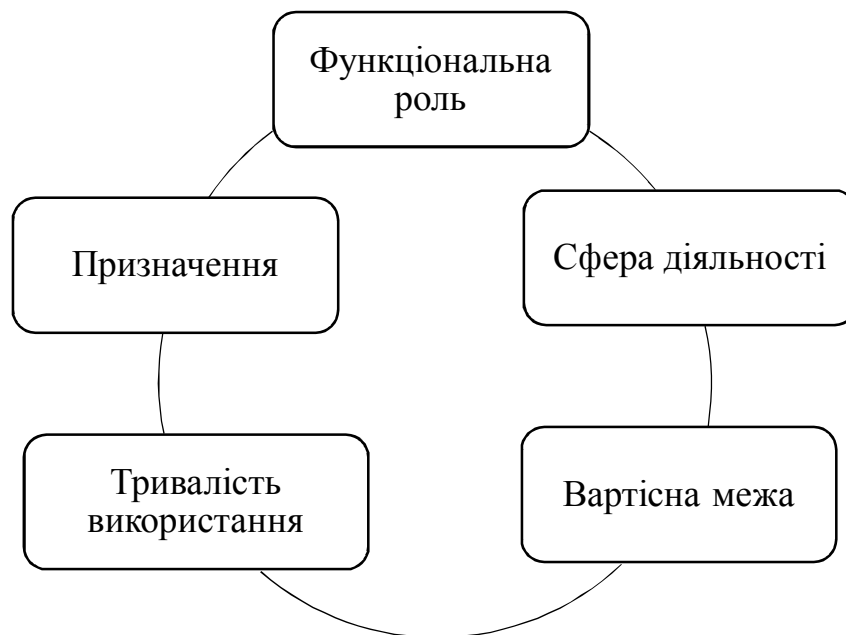 Функціональна
роль
Призначення
Сфера діяльності
Тривалість
використання
Вартісна межа